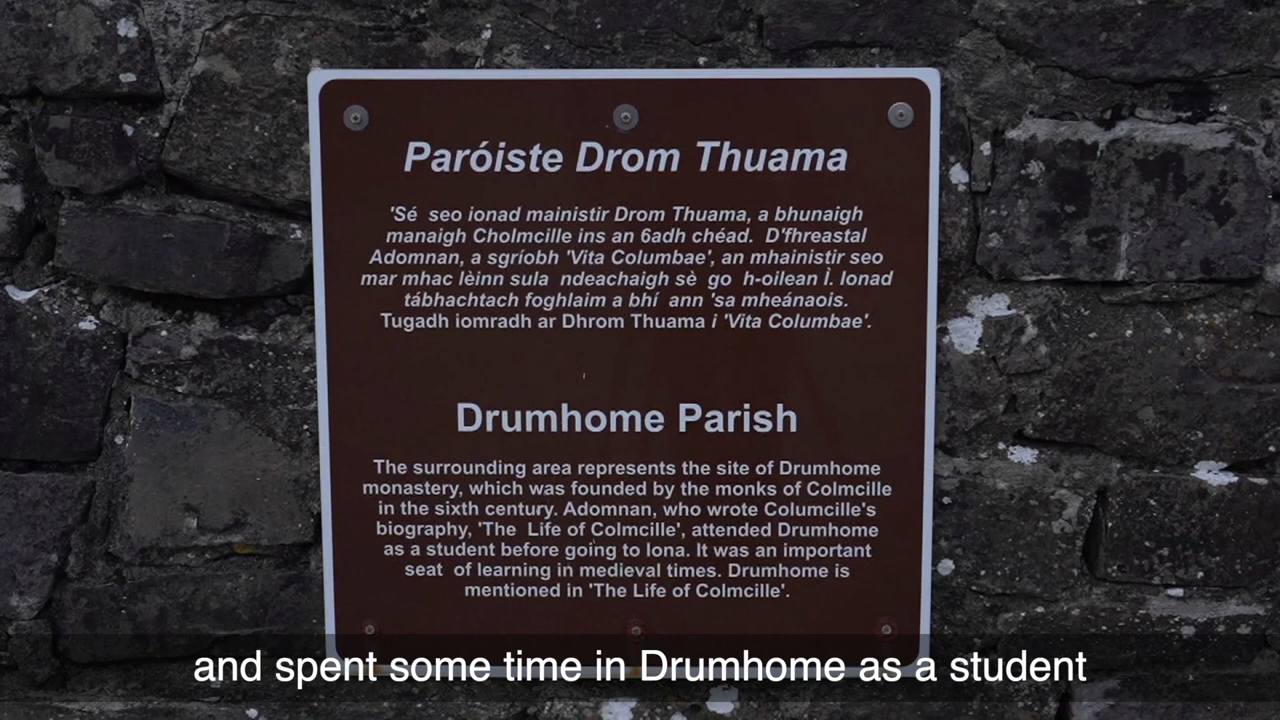 Paróiste Drom Thuama
'Sé seo ionad mainistir Drom Thuama, a bhunaigh
manaigh Cholmcille ins an 6adh chéad. D'fhreastal
Adomnan, a sgríobh 'Vita Columbae', an mhainistir seo
mar mhac lèinn sula ndeachaigh sè go h-oilean Ì. Ionad
tábhachtach foghlaim a bhí ann 'sa mheánaois.
Tugadh iomradh ar Dhrom Thuama i 'Vita Columbae'.
Drumhome Parish
The surrounding area represents the site of Drumhome
monastery, which was founded by the monks of Colmcille
in the sixth century. Adomnan, who wrote Columcille's
biography, 'The Life of Colmcille', attended Drumhome
as a student before going to Iona. It was an important
seat of learning in medieval times. Drumhome is
mentioned in 'The Life of Colmcille'.
and spent some time in Drumhome as a student